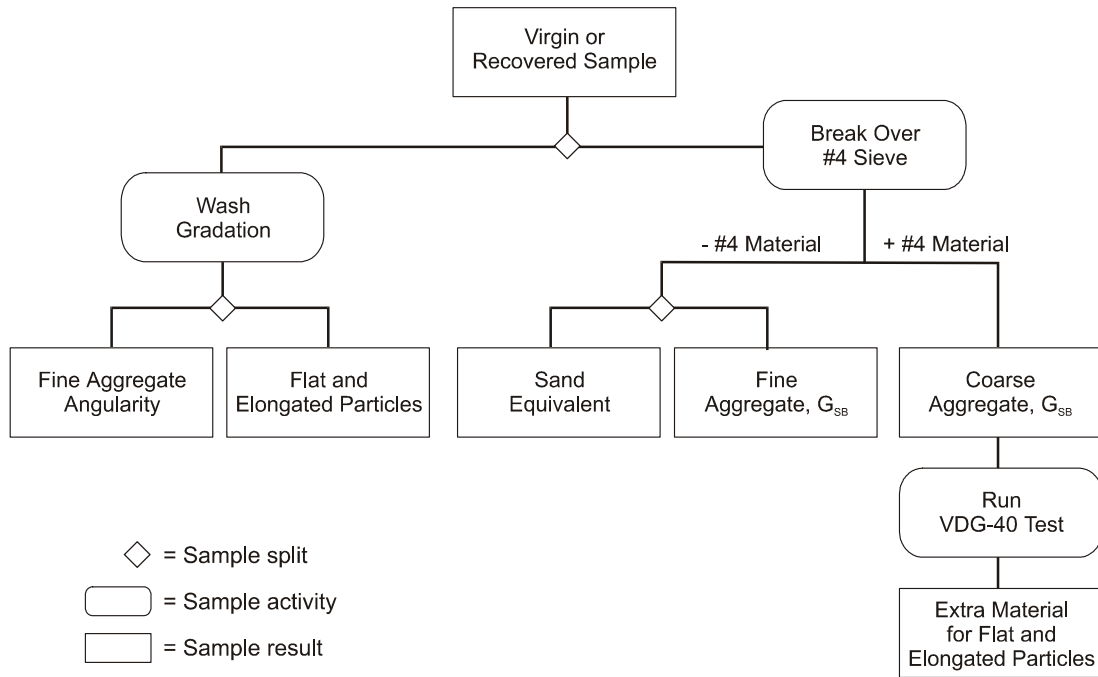 Virgin or
Recovered Sample
Break Over
#4 Sieve
Wash
Gradation
- #4 Material
+ #4 Material
Fine Aggregate
Angularity
Flat and
Elongated Particles
Sand
Equivalent
Fine
Aggregate, GSB
Coarse
Aggregate, GSB
Run
VDG-40 Test
Extra Material
for Flat and
Elongated Particles
= Sample split
= Sample activity
= Sample result